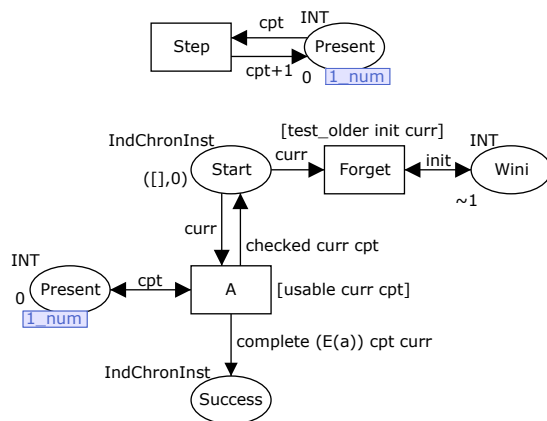 INT
cpt
Step
Present
cpt+1
0
1_num
[test_older init curr]
IndChronInst
INT
Start
curr
Forget
init
Wini
([],0)
~1
curr
checked curr cpt
INT
Present
cpt
A
[usable curr cpt]
0
1_num
complete (E(a)) cpt curr
IndChronInst
Success